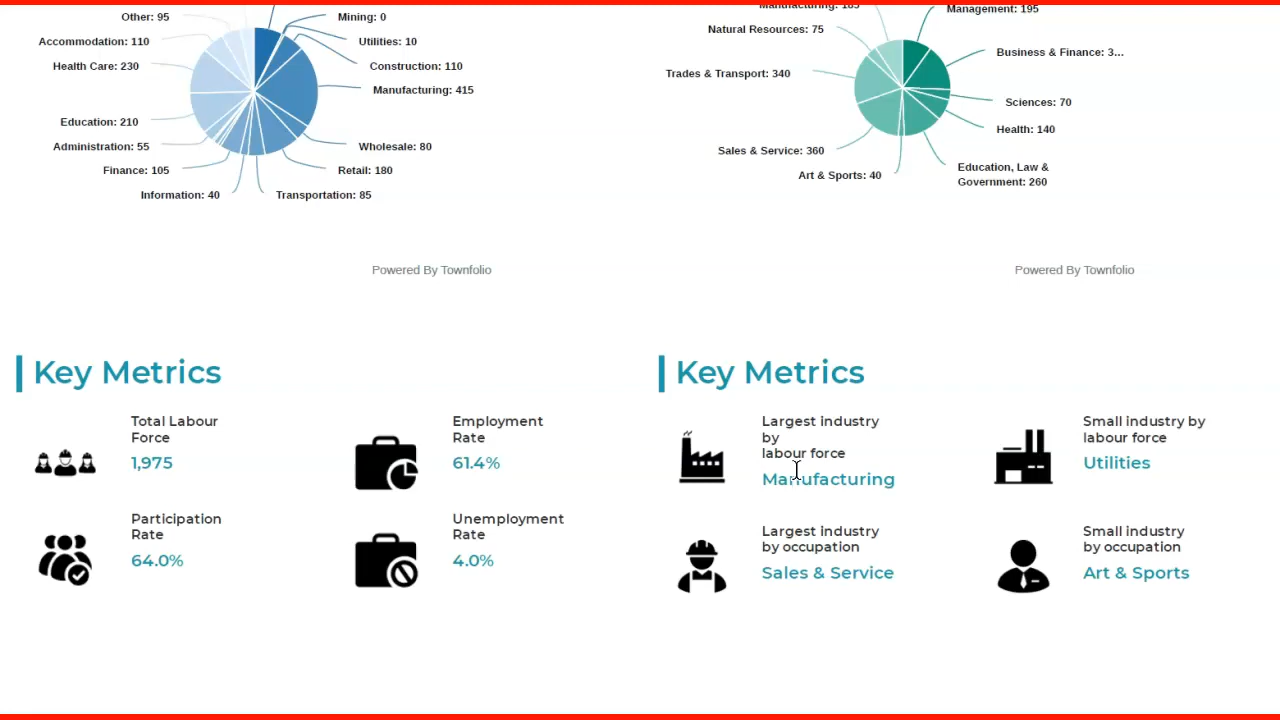 Other: 95
Mining: 0
Accommodation: 110
Utilities: 10
Health Care: 230
Construction: 110
Manufacturing: 415
Education: 210
Administration: 55
Wholesale: 80
Finance: 105
Retail: 180
Information: 40
Transportation: 85
Powered By Townfolio
Management: 195
Natural Resources: 75
Business & Finance: 3...
Trades & Transport: 340
Sciences: 70
Health: 140
Sales & Service: 360
Education, Law &
Government: 260
Art & Sports: 40
Powered By Townfolio
Key Metrics
Total Labour
Force
1,975
Employment
Rate
61.4%
Participation
Rate
64.0%
Unemployment
Rate
4.0%
Key Metrics
Largest industry
by
labour force
Manufacturing
Small industry by
labour force
Utilities
Largest industry
by occupation
Sales & Service
Small industry
by occupation
Art & Sports